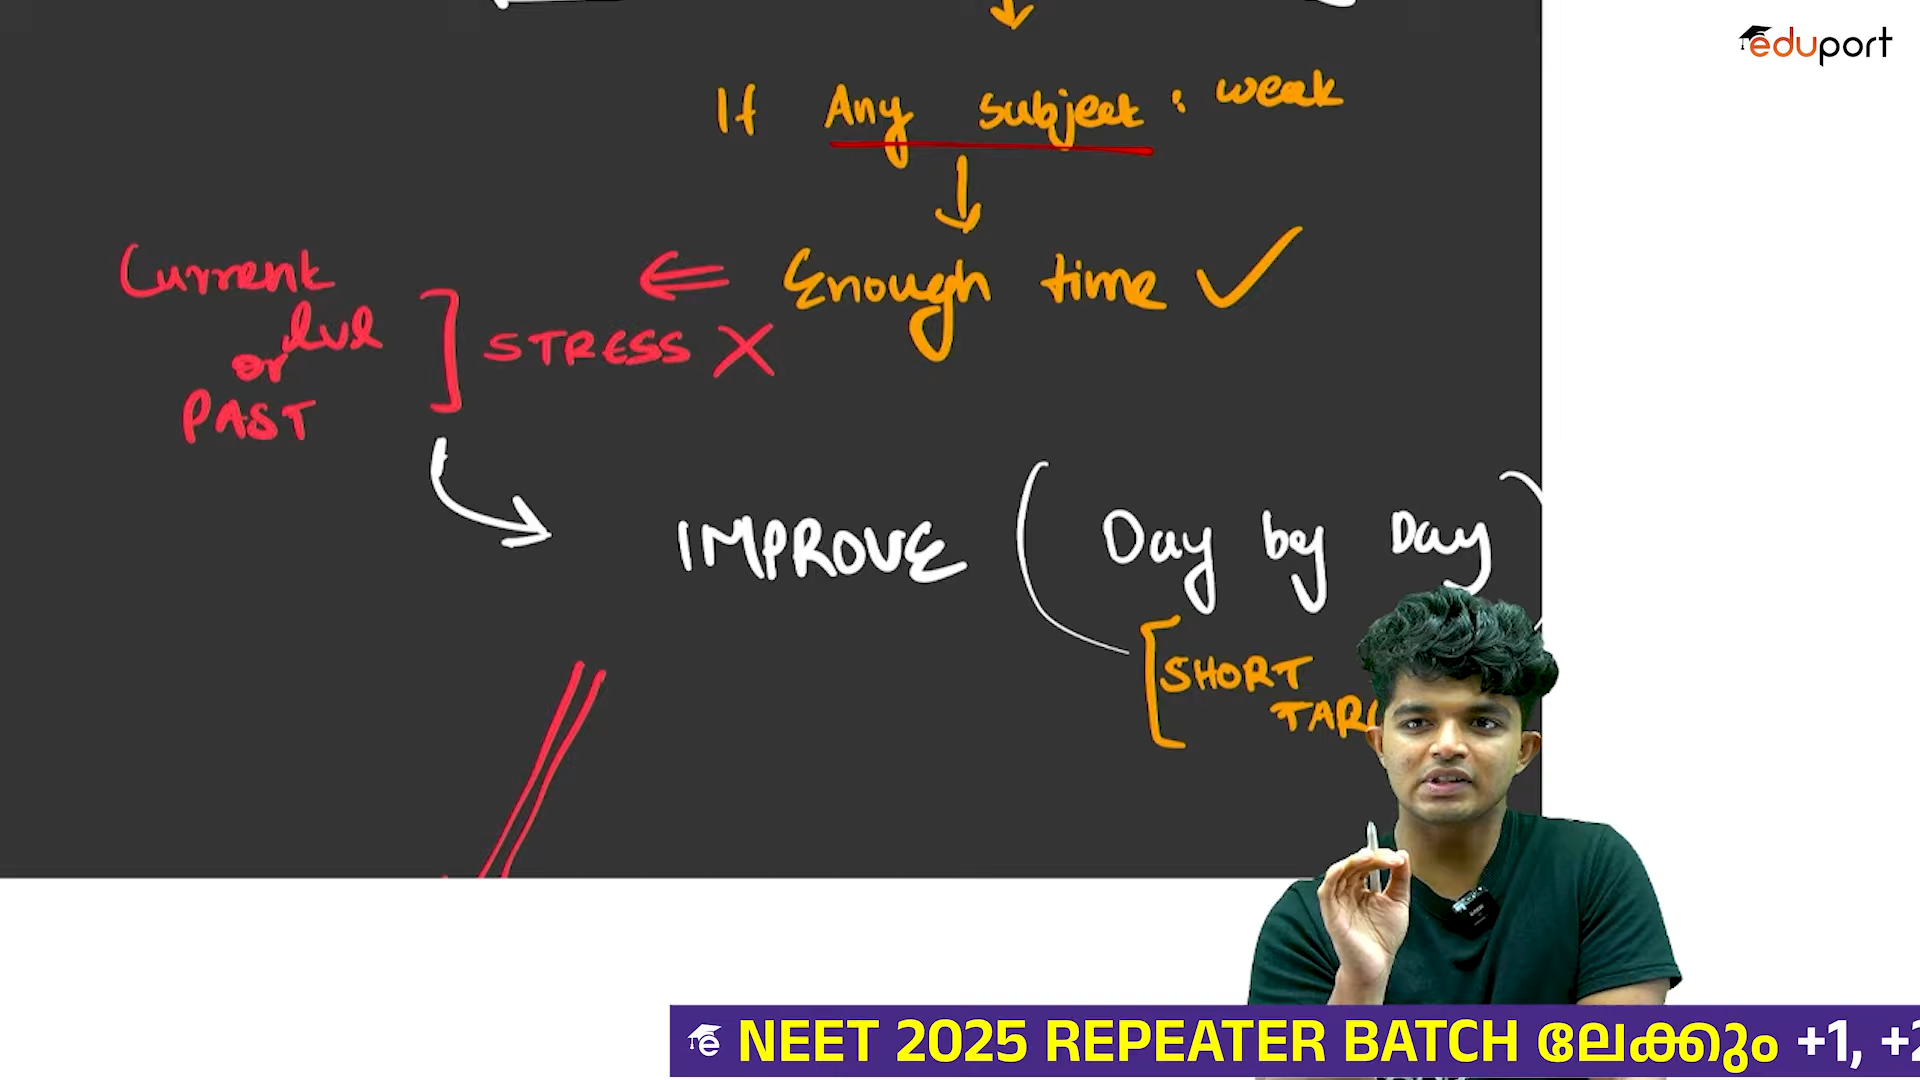 eduport
If Any subject : weak
Enough time ✓
⇐
Current
lvl
or
PAST
STRESS X
IMPROVE (Day by Day)
[SHORT
NEET 2025 REPEATER BATCH ലേക്കും +1, +2